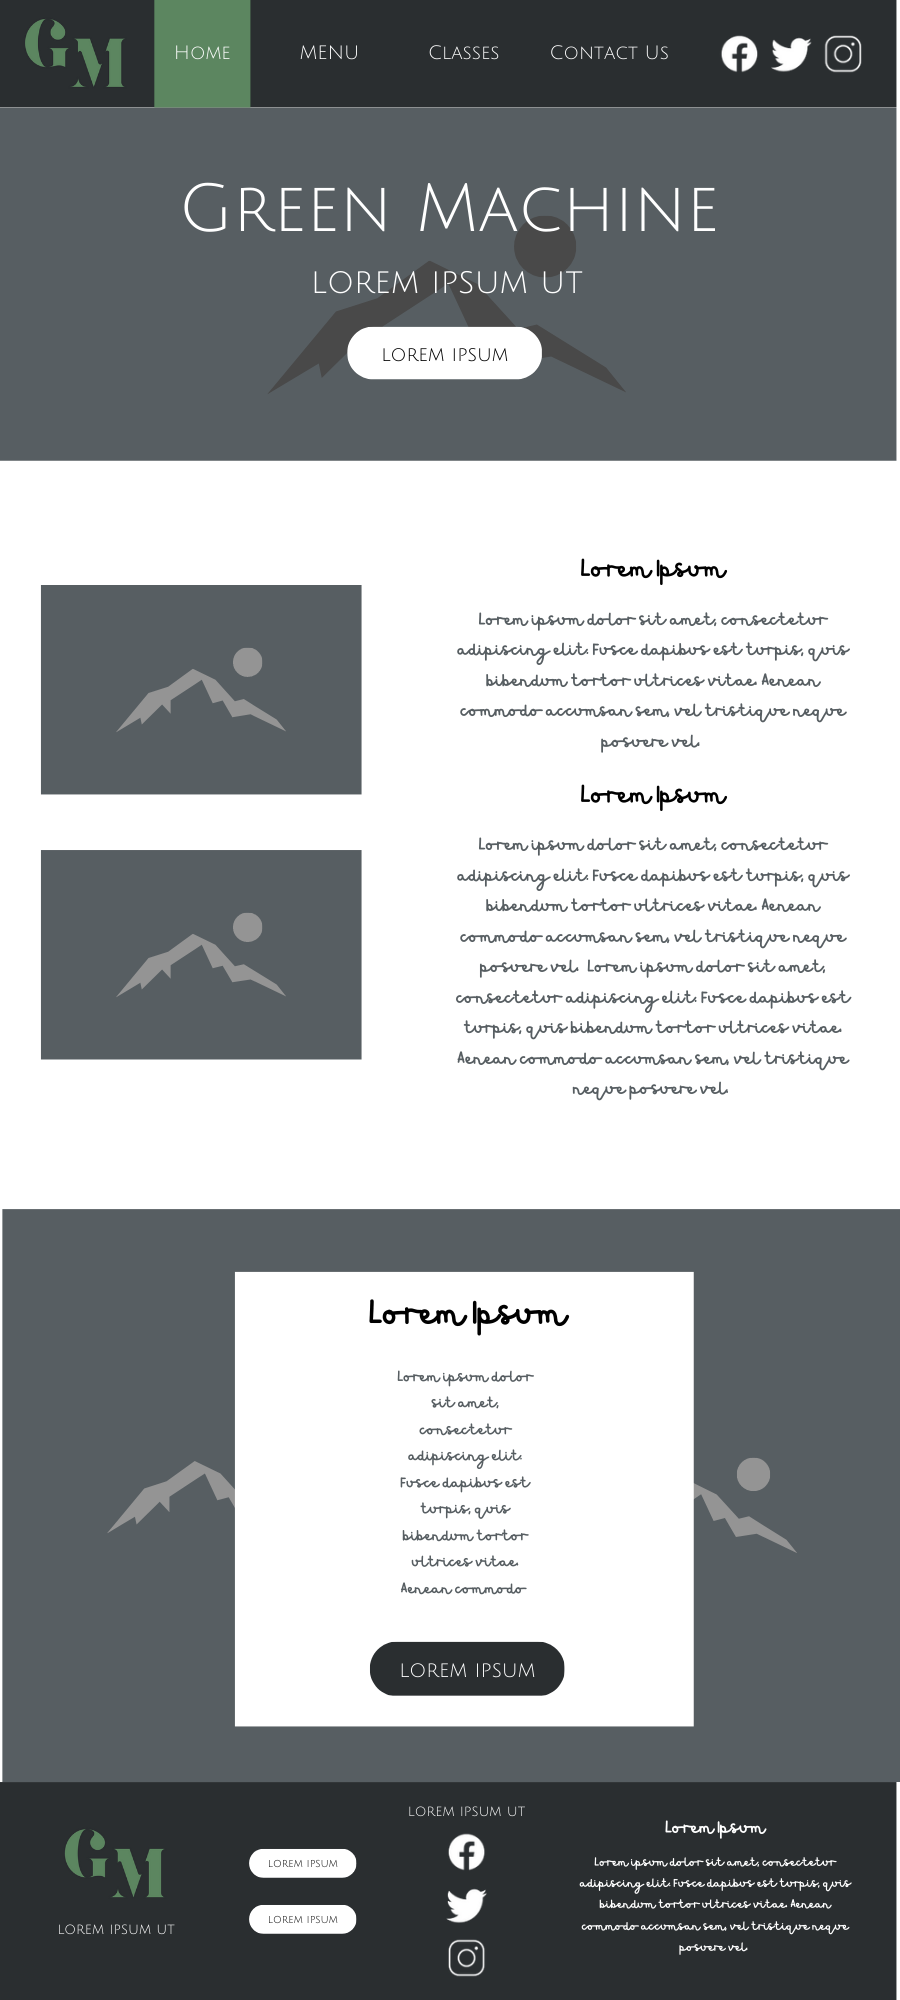 GM
Home
MENU
Classes
Contact Us
Green Machine
LOREM IPSUM UT
LOREM IPSUM
Lorem Ipsum
Lorem ipsum dolor sit amet, consectetur
adipiscing elit. Fusce dapibus est turpis, quis
bibendum tortor ultrices vitae. Aenean
commodo accumsan sem, vel tristique neque
posuere vel.
Lorem Ipsum
Lorem ipsum dolor sit amet, consectetur
adipiscing elit. Fusce dapibus est turpis, quis
bibendum tortor ultrices vitae. Aenean
commodo accumsan sem, vel tristique neque
posuere vel. Lorem ipsum dolor sit amet,
consectetur adipiscing elit. Fusce dapibus est
turpis, quis bibendum tortor ultrices vitae.
Aenean commodo accumsan sem, vel tristique
neque posuere vel.
Lorem Ipsum
Lorem ipsum dolor
sit amet,
consectetur
adipiscing elit.
Fusce dapibus est
turpis, quis
bibendum tortor
ultrices vitae.
Aenean commodo
LOREM IPSUM
GM
LOREM IPSUM UT
LOREM IPSUM
LOREM IPSUM
LOREM IPSUM UT
Lorem Ipsum
Lorem ipsum dolor sit amet, consectetur
adipiscing elit. Fusce dapibus est turpis, quis
bibendum tortor ultrices vitae. Aenean
commodo accumsan sem, vel tristique neque
posuere vel.